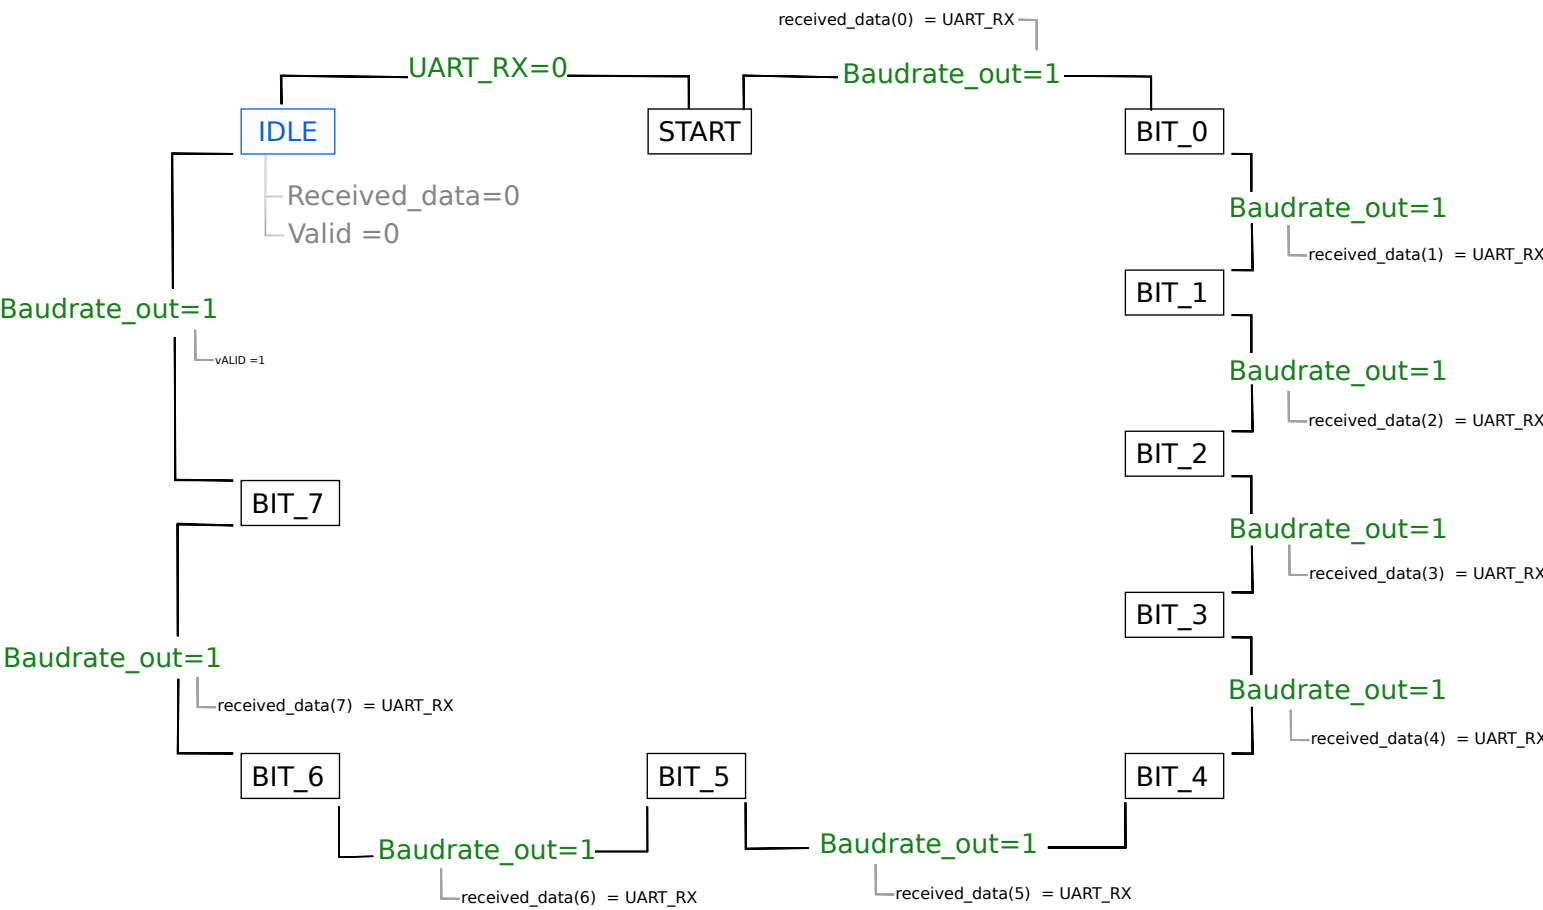 received_data(0) = UART_RX
UART_RX=0
Baudrate_out=1
IDLE
START
BIT_0
Received_data=0
Valid =0
Baudrate_out=1
received_data(1) = UART_RX
BIT_1
Baudrate_out=1
vALID =1
Baudrate_out=1
received_data(2) = UART_RX
BIT_2
BIT_7
Baudrate_out=1
received_data(3) = UART_RX
BIT_3
Baudrate_out=1
received_data(7) = UART_RX
Baudrate_out=1
received_data(4) = UART_RX
BIT_6
BIT_5
BIT_4
Baudrate_out=1
received_data(6) = UART_RX
Baudrate_out=1
received_data(5) = UART_RX